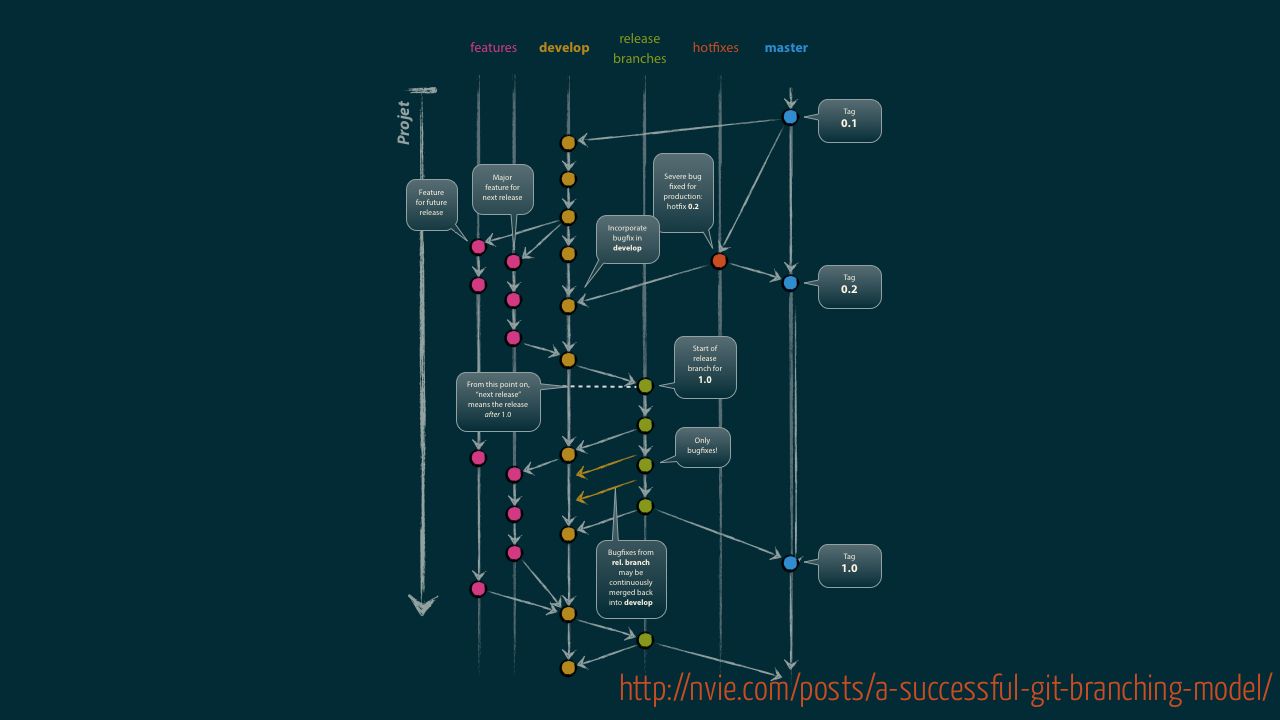 features
develop
release
branches
hotfixes
master
Projet
Tag
0.1
Feature
for future
release
Major
feature for
next release
Severe bug
fixed for
production:
hotfix 0.2
Incorporate
bugfix in
develop
Tag
0.2
Start of
release
branch for
1.0
From this point on,
"next release"
means the release
after 1.0
Only
bugfixes!
Bugfixes from
rel. branch
may be
continuously
merged back
into develop
Tag
1.0
http://nvie.com/posts/a-successful-git-branching-model/